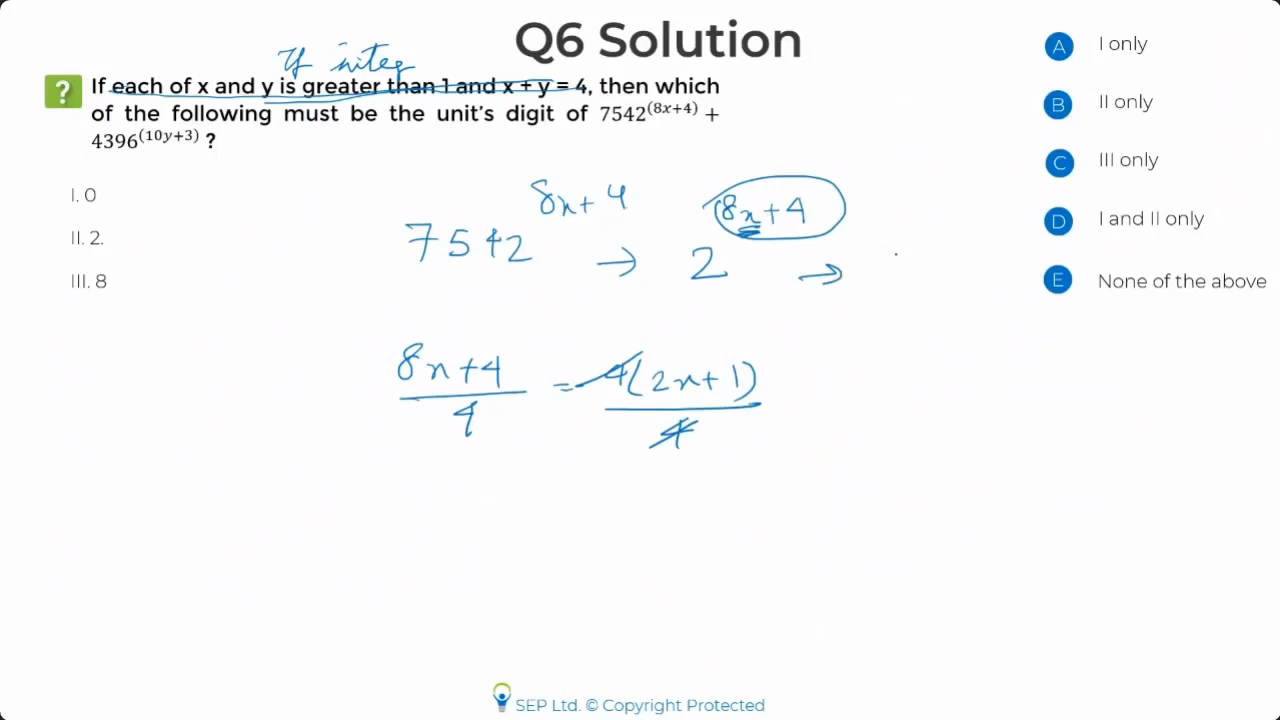 Q6 Solution
If integ
? If each of x and y is greater than 1 and x + y = 4, then which
of the following must be the unit's digit of 7542^(8x+4) +
4396^(10y+3) ?
I. 0
II. 2.
III. 8
A I only
B II only
C III only
D I and II only
E None of the above
7542^8x+4 → 2^8x+4 →
8x+4/4 = 4(2x+1)/4
SEP Ltd. © Copyright Protected